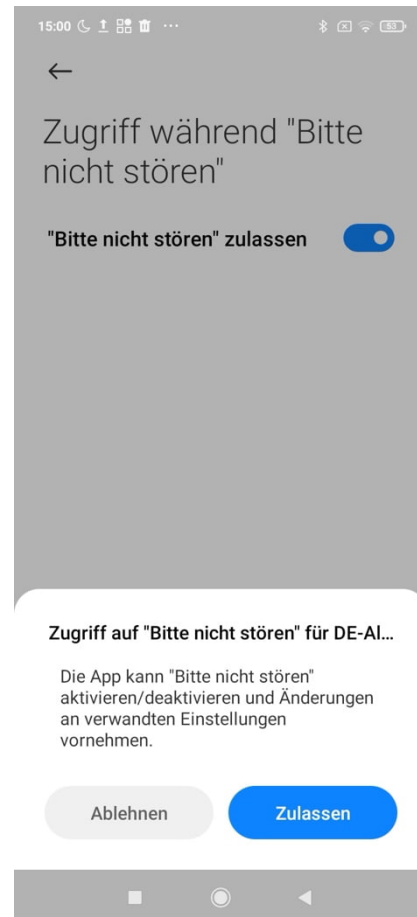 15:00 ...
53
Zugriff während "Bitte
nicht stören"
"Bitte nicht stören" zulassen
Zugriff auf "Bitte nicht stören" für DE-Al...
Die App kann "Bitte nicht stören"
aktivieren/deaktivieren und Änderungen
an verwandten Einstellungen
vornehmen.
Ablehnen
Zulassen